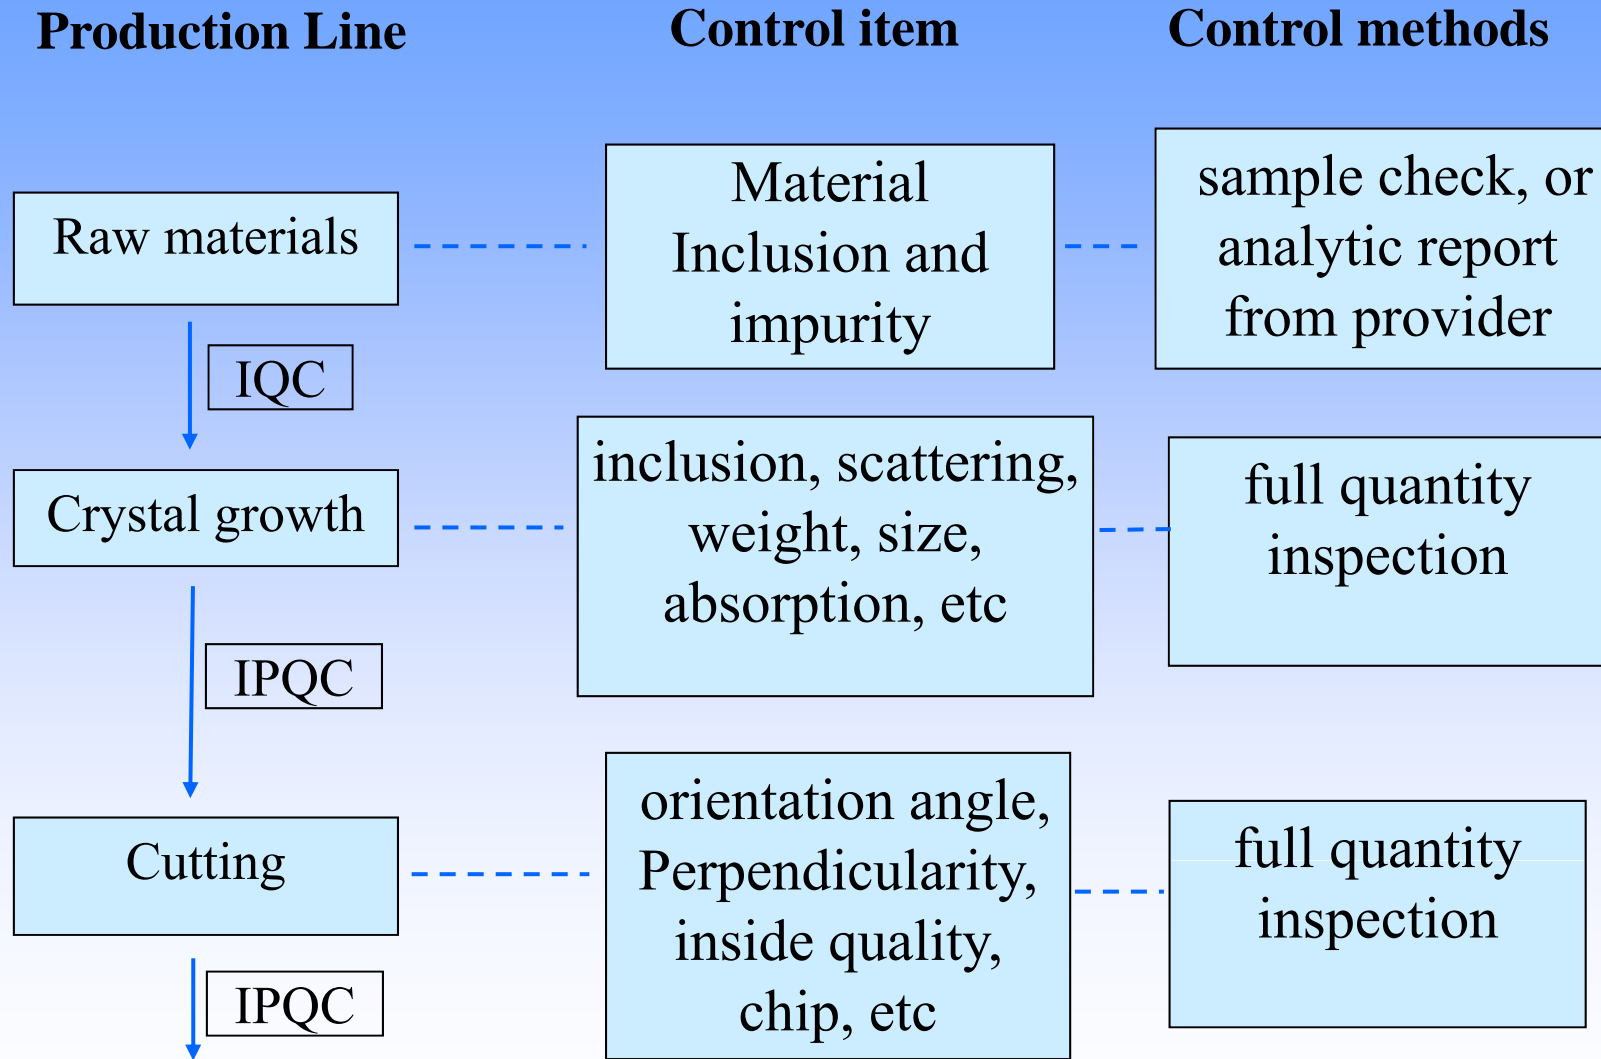 Production Line
Control item
Control methods
Raw materials
Material
Inclusion and
impurity
sample check, or
analytic report
from provider
IQC
Crystal growth
inclusion, scattering,
weight, size,
absorption, etc
full quantity
inspection
IPQC
Cutting
orientation angle,
Perpendicularity,
inside quality,
chip, etc
full quantity
inspection
IPQC